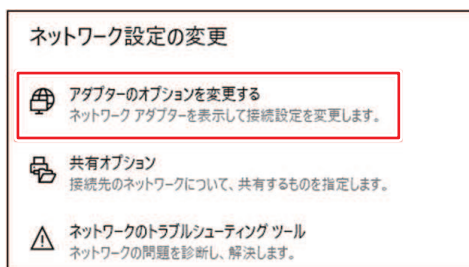 ネットワーク設定の変更
アダプターのオプションを変更する
ネットワーク アダプターを表示して接続設定を変更します。
共有オプション
接続先のネットワークについて、共有するものを指定します。
ネットワークのトラブルシューティング ツール
ネットワークの問題を診断し、解決します。